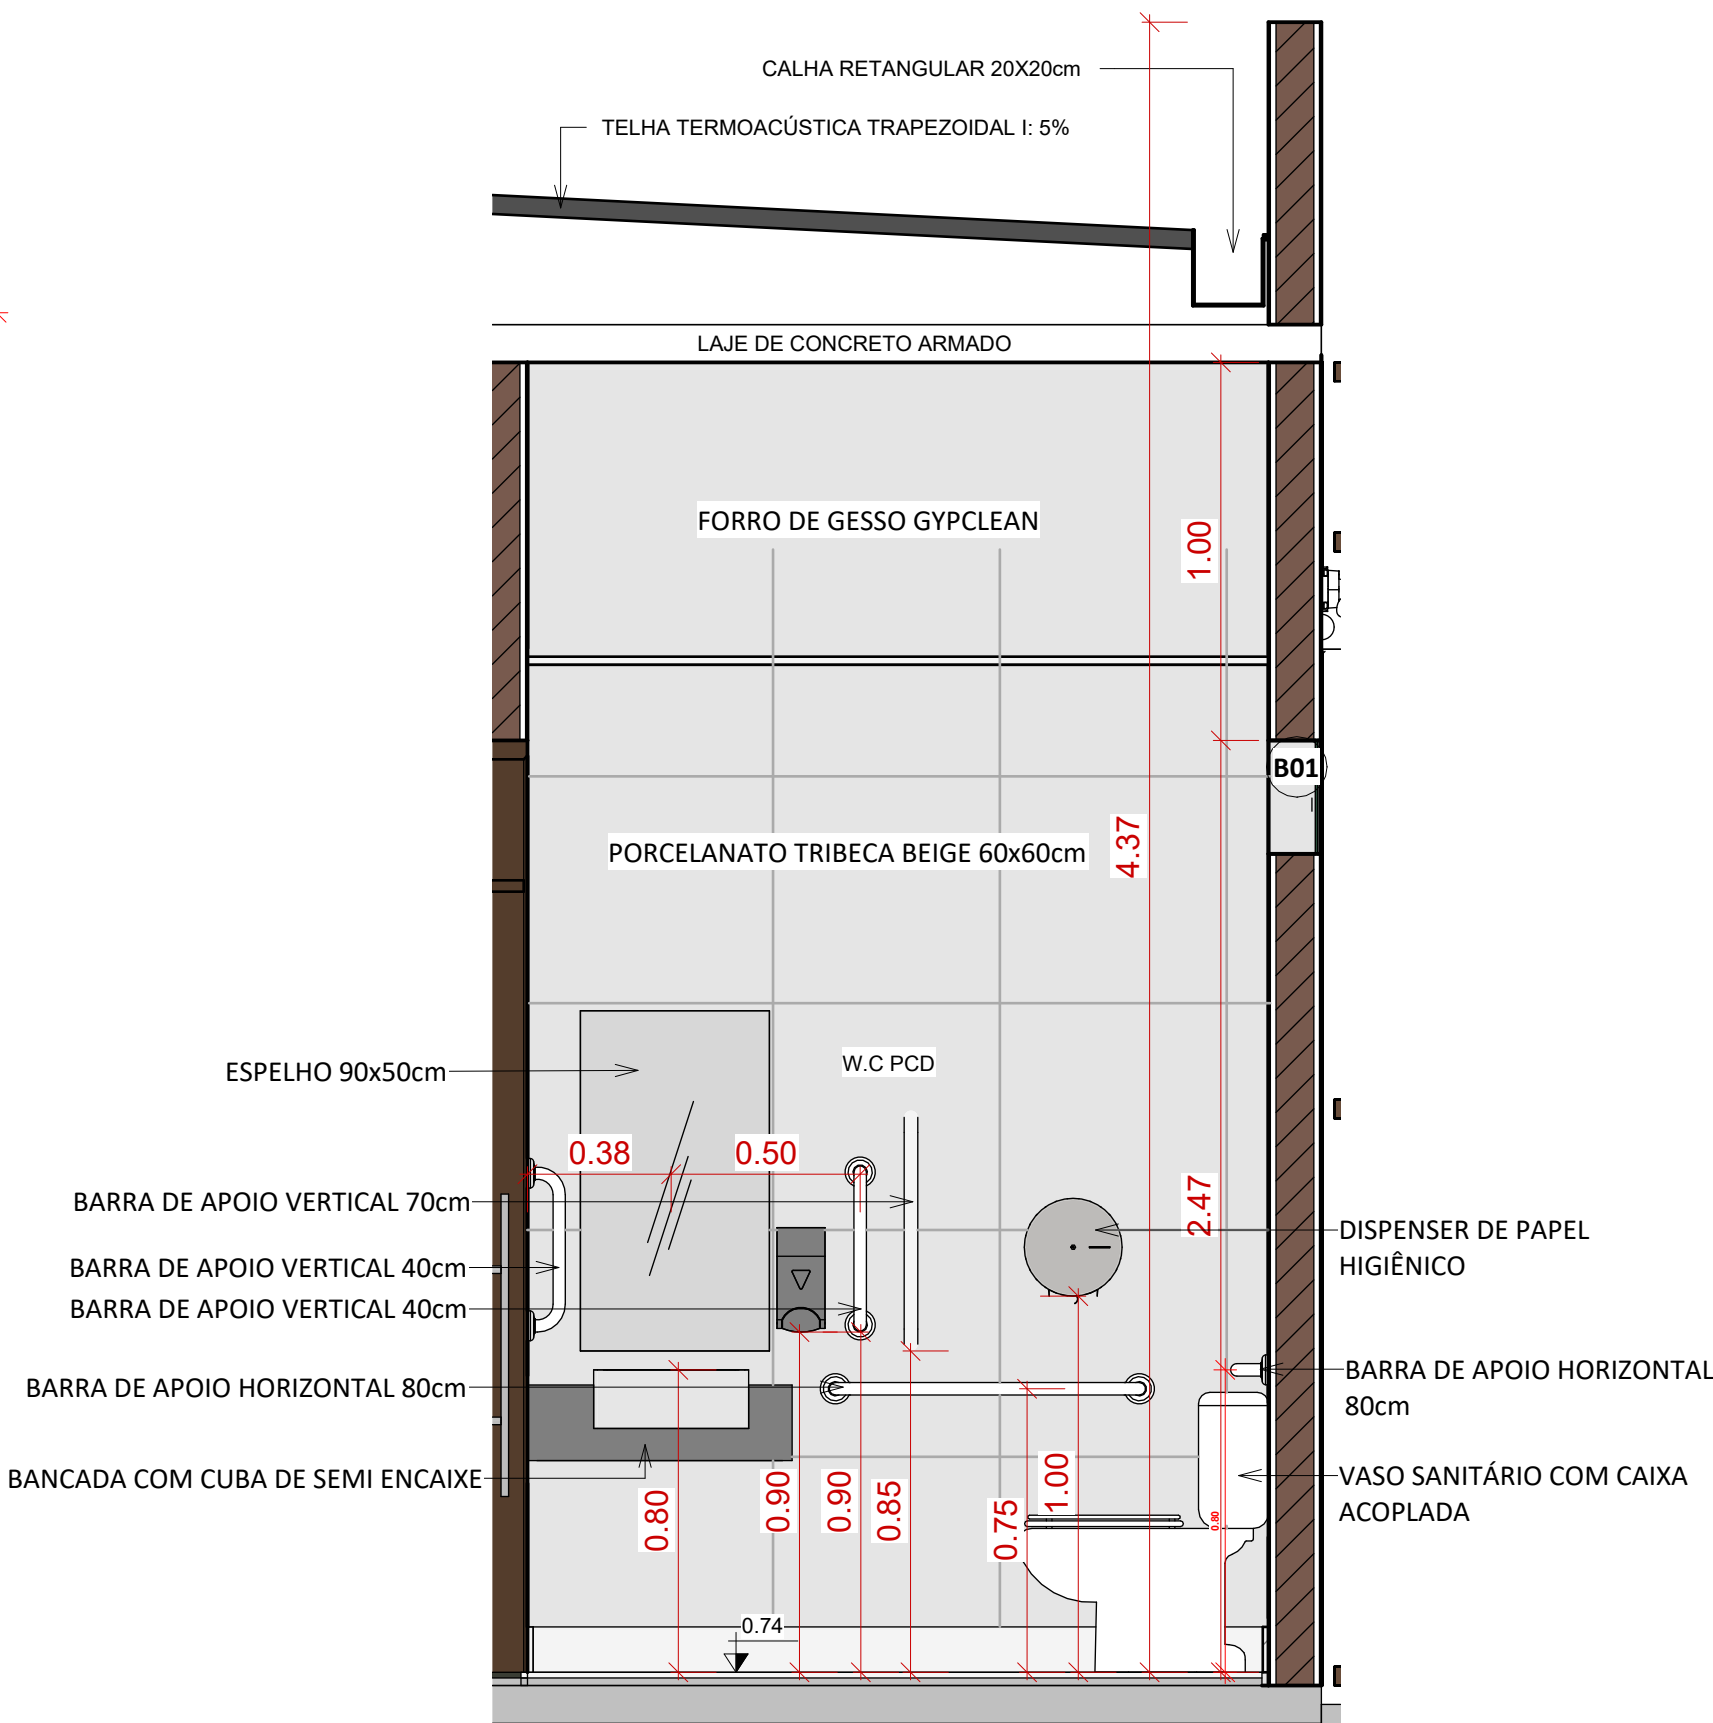 CALHA RETANGULAR 20X20cm
TELHA TERMOACÚSTICA TRAPEZOIDAL I: 5%
LAJE DE CONCRETO ARMADO
FORRO DE GESSO GYPCLEAN
1.00
B01
4.37
PORCELANATO TRIBECA BEIGE 60x60cm
ESPELHO 90x50cm
W.C PCD
0.38
0.50
BARRA DE APOIO VERTICAL 70cm
2.47
DISPENSER DE PAPEL
HIGIÊNICO
BARRA DE APOIO VERTICAL 40cm
BARRA DE APOIO VERTICAL 40cm
BARRA DE APOIO HORIZONTAL 80cm
BARRA DE APOIO HORIZONTAL
80cm
BANCADA COM CUBA DE SEMI ENCAIXE
VASO SANITÁRIO COM CAIXA
ACOPLADA
0.80
0.90
0.90
0.85
0.75
1.00
0.80
0.74